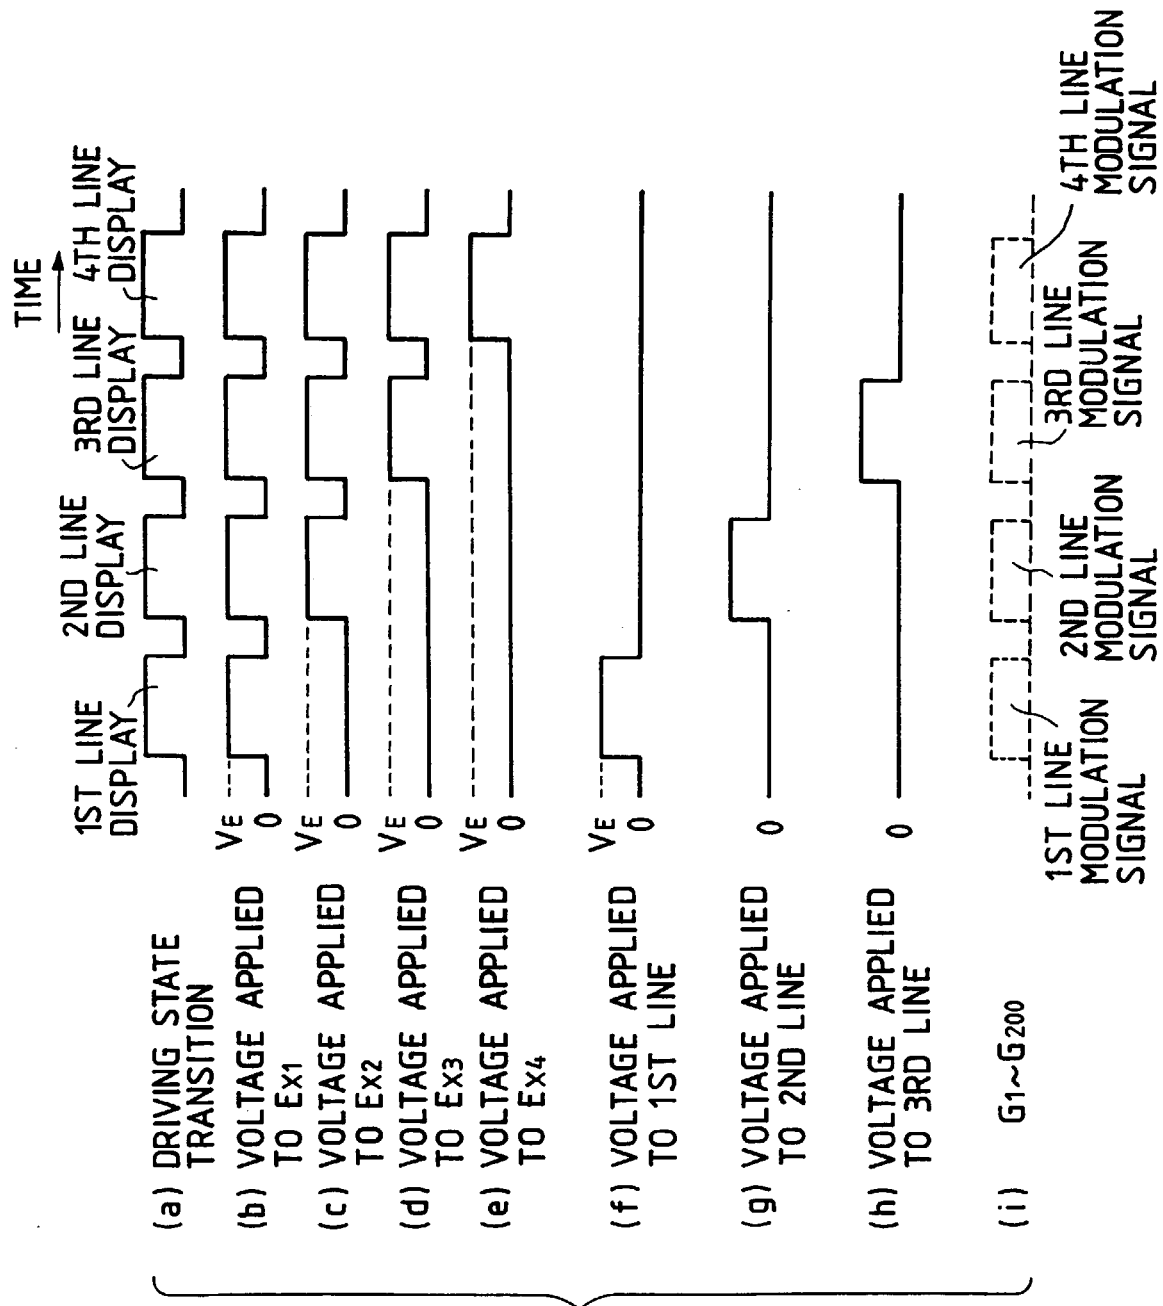 TIME
1ST LINE
DISPLAY
2ND LINE
DISPLAY
3RD LINE
DISPLAY
4TH LINE
DISPLAY
(a) DRIVING STATE
TRANSITION
(b) VOLTAGE APPLIED
TO EX1
VE
0
(c) VOLTAGE APPLIED
TO EX2
VE
0
(d) VOLTAGE APPLIED
TO EX3
VE
0
(e) VOLTAGE APPLIED
TO EX4
VE
0
(f) VOLTAGE APPLIED
TO 1ST LINE
VE
0
(g) VOLTAGE APPLIED
TO 2ND LINE
0
(h) VOLTAGE APPLIED
TO 3RD LINE
0
(i) G1~G200
1ST LINE
MODULATION
SIGNAL
2ND LINE
MODULATION
SIGNAL
3RD LINE
MODULATION
SIGNAL
4TH LINE
MODULATION
SIGNAL